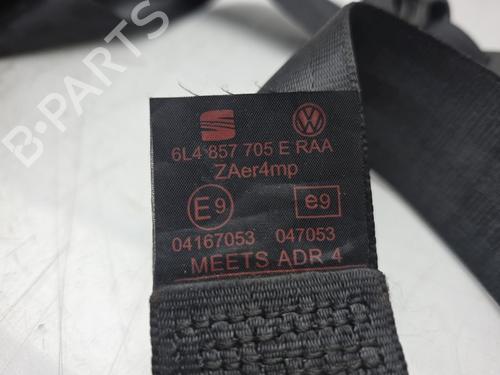 B-PARTS
6L4 857 705 E RAA
ZAer4mp
E9 e9
04167053 047053
MEETS ADR 4